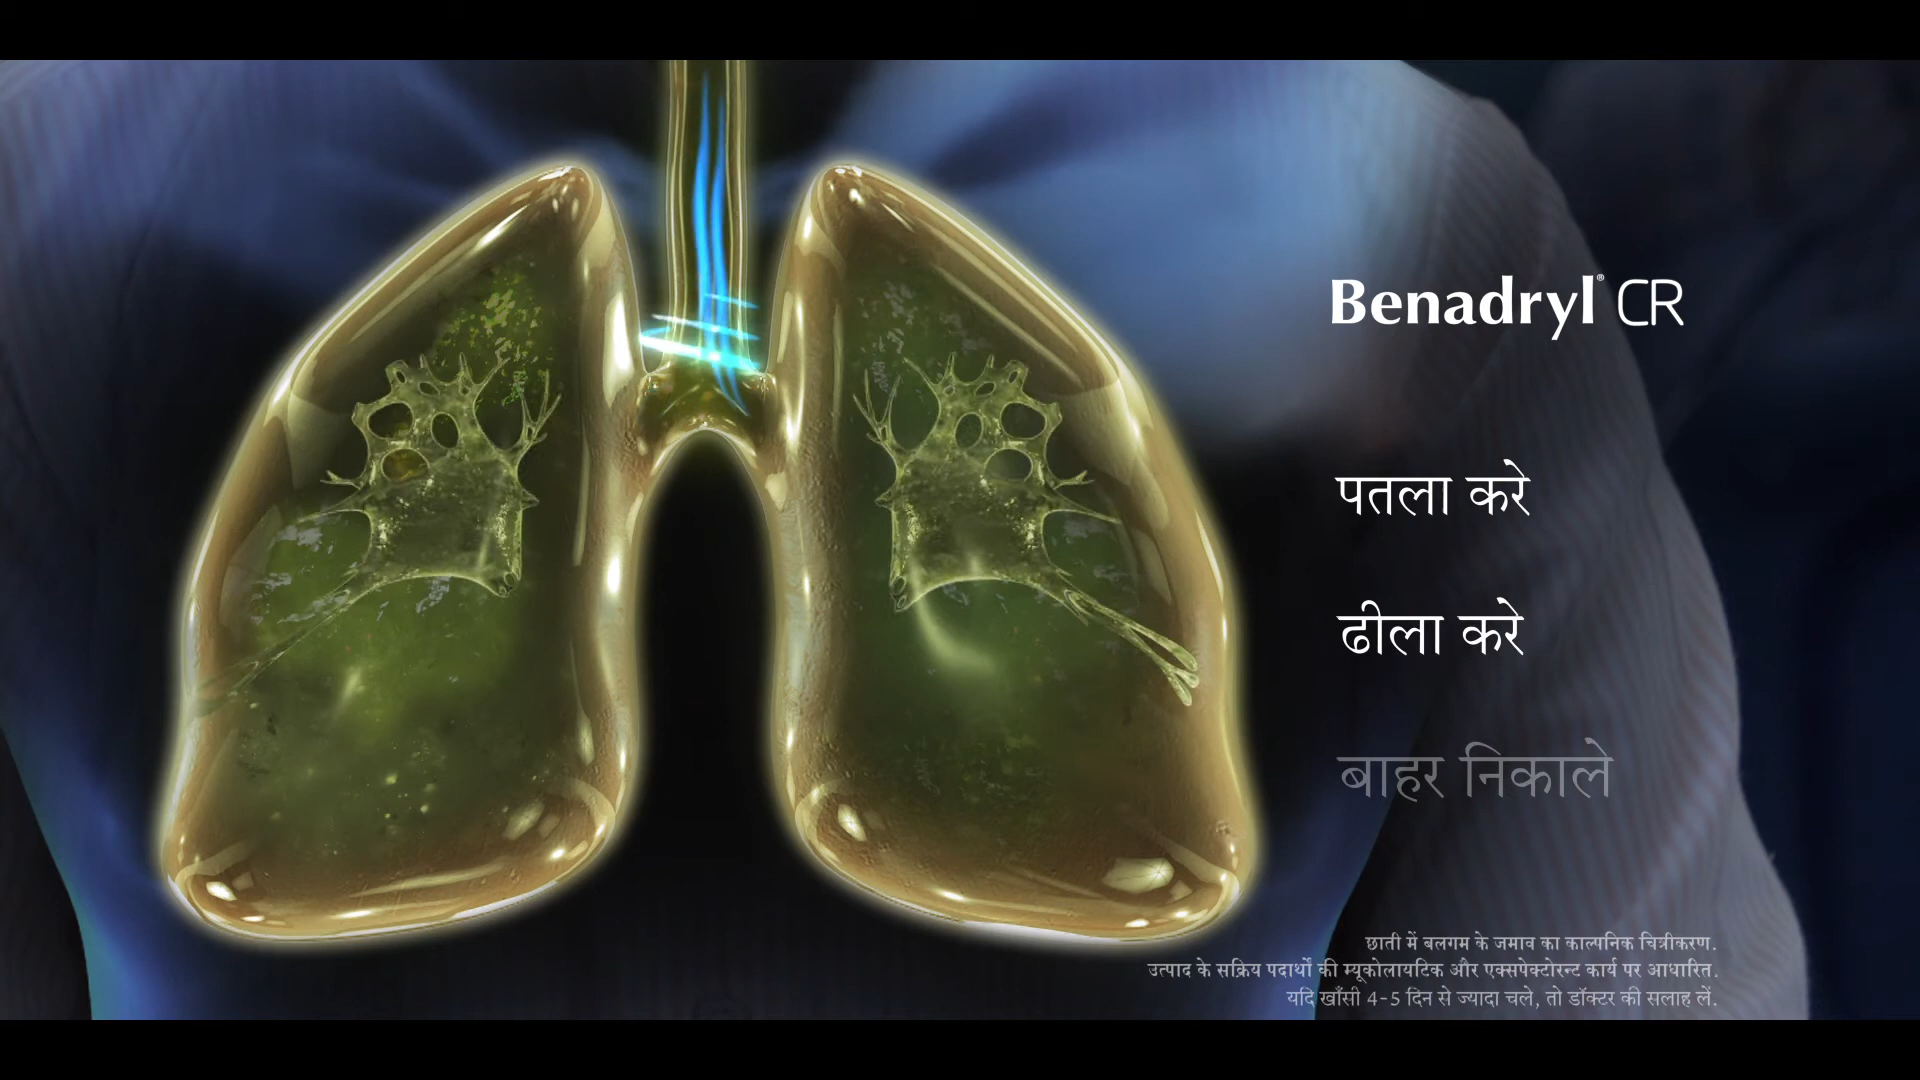 Benadryl® CR
पतला करे
ढीला करे
बाहर निकाले
छाती में बलगम के जमाव का काल्पनिक चित्रीकरण.
उत्पाद के सक्रिय पदार्थों की म्यूकोलायटिक और एक्सपेक्टोरन्ट कार्य पर आधारित.
यदि खाँसी 4-5 दिन से ज्यादा चले, तो डॉक्टर की सलाह लें.